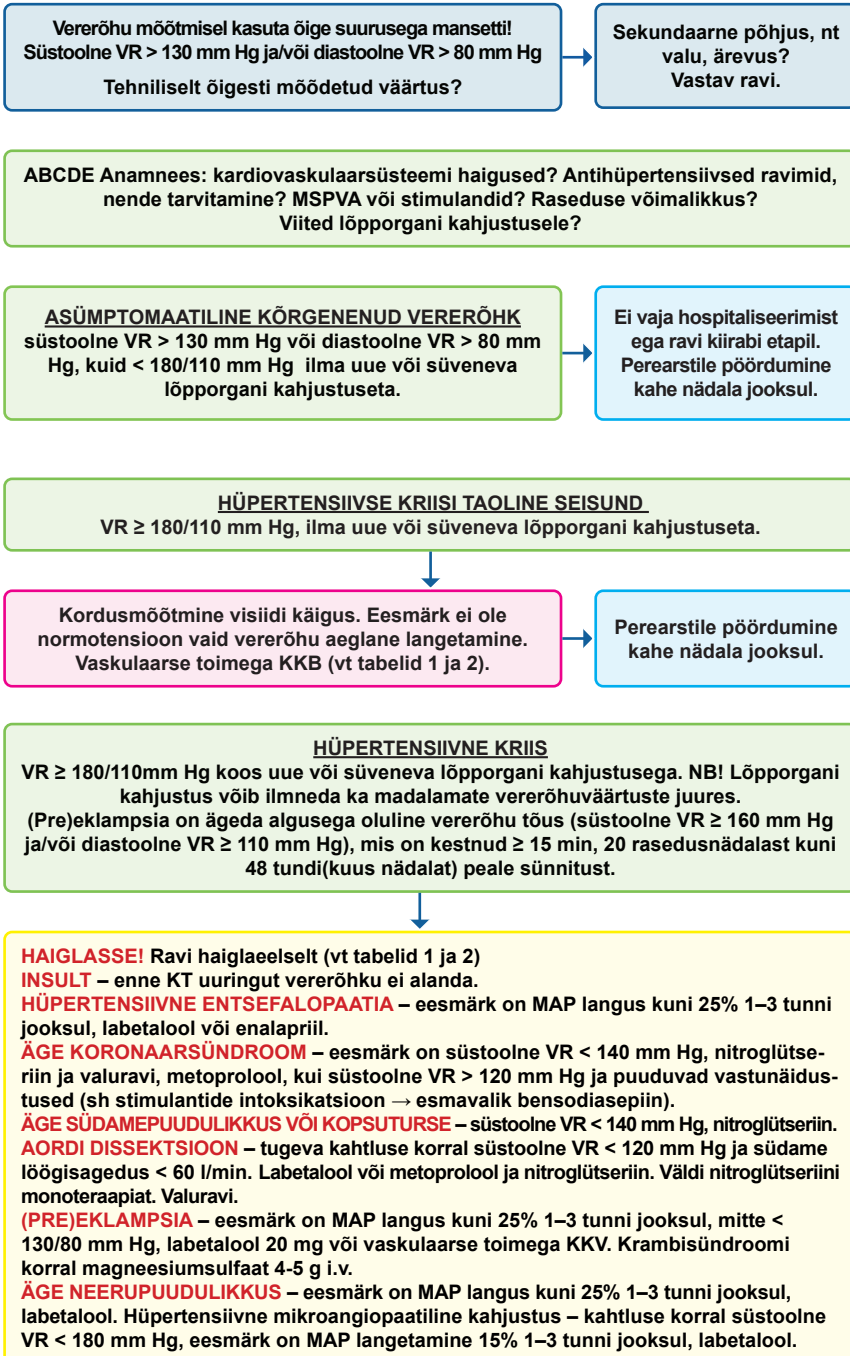 Vererõhu mõõtmisel kasuta õige suurusega mansetti!
Süstoolne VR > 130 mm Hg ja/või diastoolne VR > 80 mm Hg
Tehniliselt õigesti mõõdetud väärtus?
Sekundaarne põhjus, nt
valu, ärevus?
Vastav ravi.
ABCDE Anamnees: kardiovaskulaarsüsteemi haigused? Antihüpertensiivsed ravimid,
nende tarvitamine? MSPVA või stimulandid? Raseduse võimalikkus?
Viited lõpporgani kahjustusele?
ASÜMPTOMAATILINE KÕRGENENUD VERERÕHK
süstoolne VR > 130 mm Hg või diastoolne VR > 80 mm
Hg, kuid < 180/110 mm Hg ilma uue või süveneva
lõpporgani kahjustuseta.
Ei vaja hospitaliseerimist
ega ravi kiirabi etapil.
Perearstile pöördumine
kahe nädala jooksul.
HÜPERTENSIIVSE KRIISI TAOLINE SEISUND
VR ≥ 180/110 mm Hg, ilma uue või süveneva lõpporgani kahjustuseta.
Kordusmõõtmine visiidi käigus. Eesmärk ei ole
normotensioon vaid vererõhu aeglane langetamine.
Vaskulaarse toimega KKB (vt tabelid 1 ja 2).
Perearstile pöördumine
kahe nädala jooksul.
HÜPERTENSIIVNE KRIIS
VR ≥ 180/110mm Hg koos uue või süveneva lõpporgani kahjustusega. NB! Lõpporgani
kahjustus võib ilmneda ka madalamate vererõhuväärtuste juures.
(Pre)eklampsia on ägeda algusega oluline vererõhu tõus (süstoolne VR ≥ 160 mm Hg
ja/või diastoolne VR ≥ 110 mm Hg), mis on kestnud ≥ 15 min, 20 rasedusnädalast kuni
48 tundi(kuus nädalat) peale sünnitust.
HAIGLASSE! Ravi haiglaeelselt (vt tabelid 1 ja 2)
INSULT – enne KT uuringut vererõhku ei alanda.
HÜPERTENSIIVNE ENTSEFALOPAATIA – eesmärk on MAP langus kuni 25% 1–3 tunni
jooksul, labetalool või enalapriil.
ÄGE KORONAARSÜNDROOM – eesmärk on süstoolne VR < 140 mm Hg, nitroglütse-
riin ja valuravi, metoprolool, kui süstoolne VR > 120 mm Hg ja puuduvad vastunäidus-
tused (sh stimulantide intoksikatsioon → esmavalik bensodiasepiin).
ÄGE SÜDAMEPUUDULIKKUS VÕI KOPSUTURSE – süstoolne VR < 140 mm Hg, nitroglütseriin.
AORDI DISSEKTSIOON – tugeva kahtluse korral süstoolne VR < 120 mm Hg ja südame
löögisagedus < 60 l/min. Labetalool või metoprolool ja nitroglütseriin. Väldi nitroglütseriini
monoteraapiat. Valuravi.
(PRE)EKLAMPSIA – eesmärk on MAP langus kuni 25% 1–3 tunni jooksul, mitte <
130/80 mm Hg, labetalool 20 mg või vaskulaarse toimega KKV. Krambisündroomi
korral magneesiumsulfaat 4-5 g i.v.
ÄGE NEERUPUUDULIKKUS – eesmärk on MAP langus kuni 25% 1–3 tunni jooksul,
labetalool. Hüpertensiivne mikroangiopaatiline kahjustus – kahtluse korral süstoolne
VR < 180 mm Hg, eesmärk on MAP langetamine 15% 1–3 tunni jooksul, labetalool.